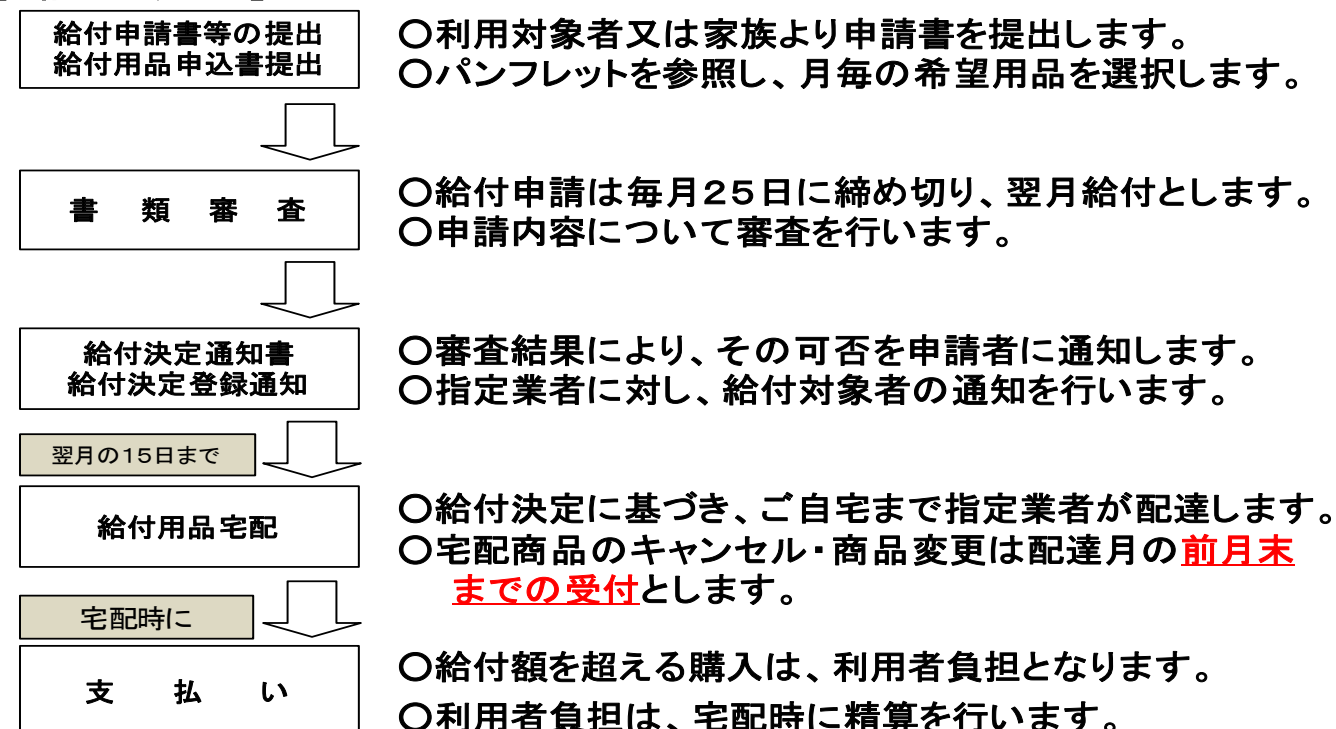 給付申請書等の提出
給付用品申込書提出
〇利用対象者又は家族より申請書を提出します。
〇パンフレットを参照し、月毎の希望用品を選択します。
書類審査
〇給付申請は毎月25日に締め切り、翌月給付とします。
〇申請内容について審査を行います。
給付決定通知書
給付決定登録通知
〇審査結果により、その可否を申請者に通知します。
〇指定業者に対し、給付対象者の通知を行います。
翌月の15日まで
給付用品宅配
〇給付決定に基づき、ご自宅まで指定業者が配達します。
〇宅配商品のキャンセル・商品変更は配達月の前月末
までの受付とします。
宅配時に
支払い
〇給付額を超える購入は、利用者負担となります。
〇利用者負担は、宅配時に精算を行います。